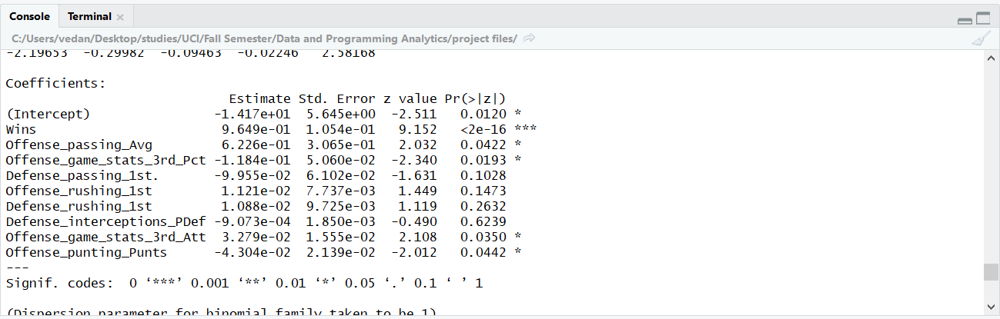 Console Terminal
C:/Users/vedan/Desktop/studies/UCI/Fall Semester/Data and Programming Analytics/project files/
-2.19653 -0.29982 -0.09463 -0.02246 2.58168
Coefficients:
Estimate Std. Error z value Pr(>|z|)
(Intercept) -1.417e+01 5.645e+00 -2.511 0.0120 *
Wins 9.649e-01 1.054e-01 9.152 <2e-16 ***
Offense_passing_Avg 6.226e-01 3.065e-01 2.032 0.0422 *
Offense_game_stats_3rd_Pct -1.184e-01 5.060e-02 -2.340 0.0193 *
Defense_passing_1st. -9.955e-02 6.102e-02 -1.631 0.1028
Offense_rushing_1st 1.121e-02 7.737e-03 1.449 0.1473
Defense_rushing_1st 1.088e-02 9.725e-03 1.119 0.2632
Defense_interceptions_PDef -9.073e-04 1.850e-03 -0.490 0.6239
Offense_game_stats_3rd_Att 3.279e-02 1.555e-02 2.108 0.0350 *
Offense_punting_Punts -4.304e-02 2.139e-02 -2.012 0.0442 *
---
Signif. codes: 0 ‘***’ 0.001 ‘**’ 0.01 ‘*’ 0.05 ‘.’ 0.1 ‘ ’ 1
(Dispersion parameter for binomial family taken to be 1)